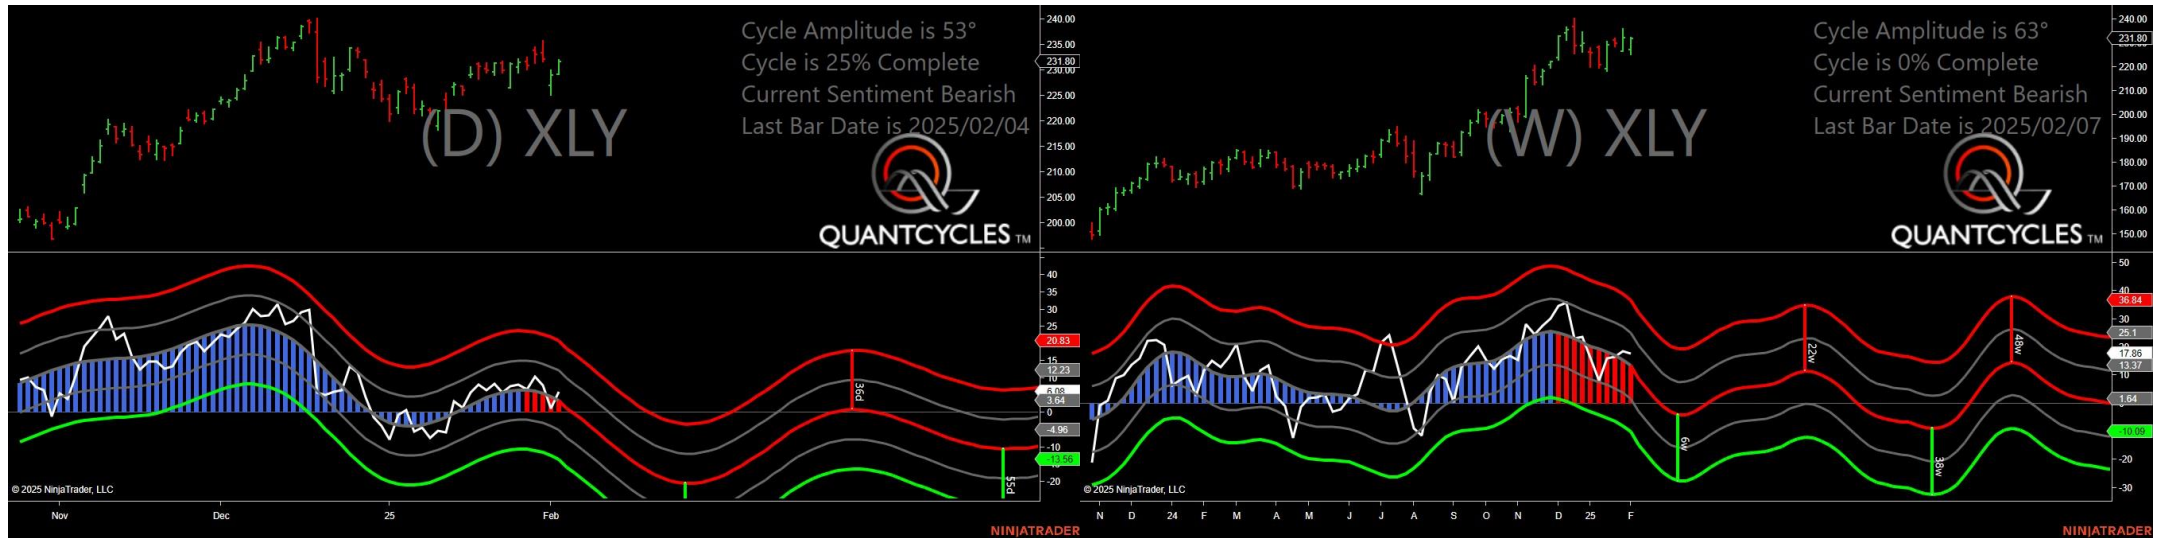 Cycle Amplitude is 53°
Cycle is 25% Complete
Current Sentiment Bearish
Last Bar Date is 2025/02/04
(D) XLY
QUANTCYCLES TM
240.00
235.00
231.80
230.00
225.00
220.00
215.00
210.00
205.00
200.00
40
35
30
25
20.83
15
12.23
10
6.08
3.64
0
-4.96
-10
-13.56
-20
36d
55d
© 2025 NinjaTrader, LLC
Nov
Dec
25
Feb
NINJATRADER
Cycle Amplitude is 63°
Cycle is 0% Complete
Current Sentiment Bearish
Last Bar Date is 2025/02/07
(W) XLY
QUANTCYCLES TM
240.00
231.80
220.00
210.00
200.00
190.00
180.00
170.00
160.00
150.00
50
40
36.84
30
25.1
17.86
13.37
10
1.64
-10.09
-20
-30
6w
22w
38w
48w
© 2025 NinjaTrader, LLC
N
D
24
F
M
A
M
J
J
A
S
O
N
D
25
F
NINJATRADER